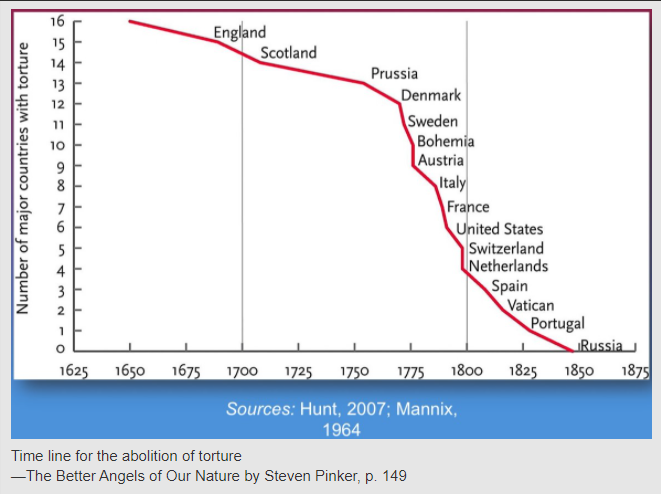 Number of major countries with torture
16
15
14
13
12
11
10
9
8
7
6
5
4
3
2
1
0
England
Scotland
Prussia
Denmark
Sweden
Bohemia
Austria
Italy
France
United States
Switzerland
Netherlands
Spain
Vatican
Portugal
Russia
1625 1650 1675 1700 1725 1750 1775 1800 1825 1850 1875
Sources: Hunt, 2007; Mannix,
1964
Time line for the abolition of torture
—The Better Angels of Our Nature by Steven Pinker, p. 149